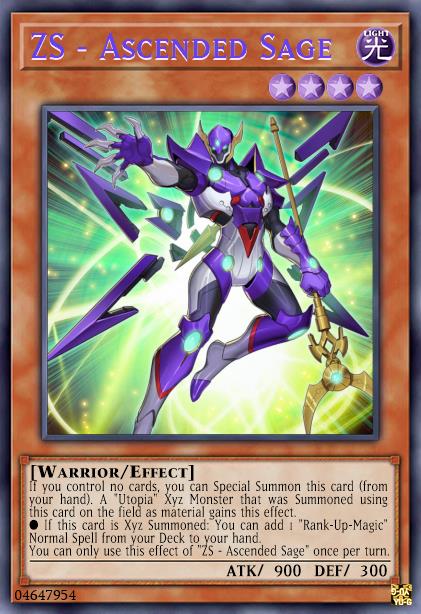 ZS - Ascended Sage
LIGHT
光
[Warrior/Effect]
If you control no cards, you can Special Summon this card (from
your hand). A "Utopia" Xyz Monster that was Summoned using
this card on the field as material gains this effect.
● If this card is Xyz Summoned: You can add 1 "Rank-Up-Magic"
Normal Spell from your Deck to your hand.
You can only use this effect of "ZS - Ascended Sage" once per turn.
ATK/ 900 DEF/ 300
04647954